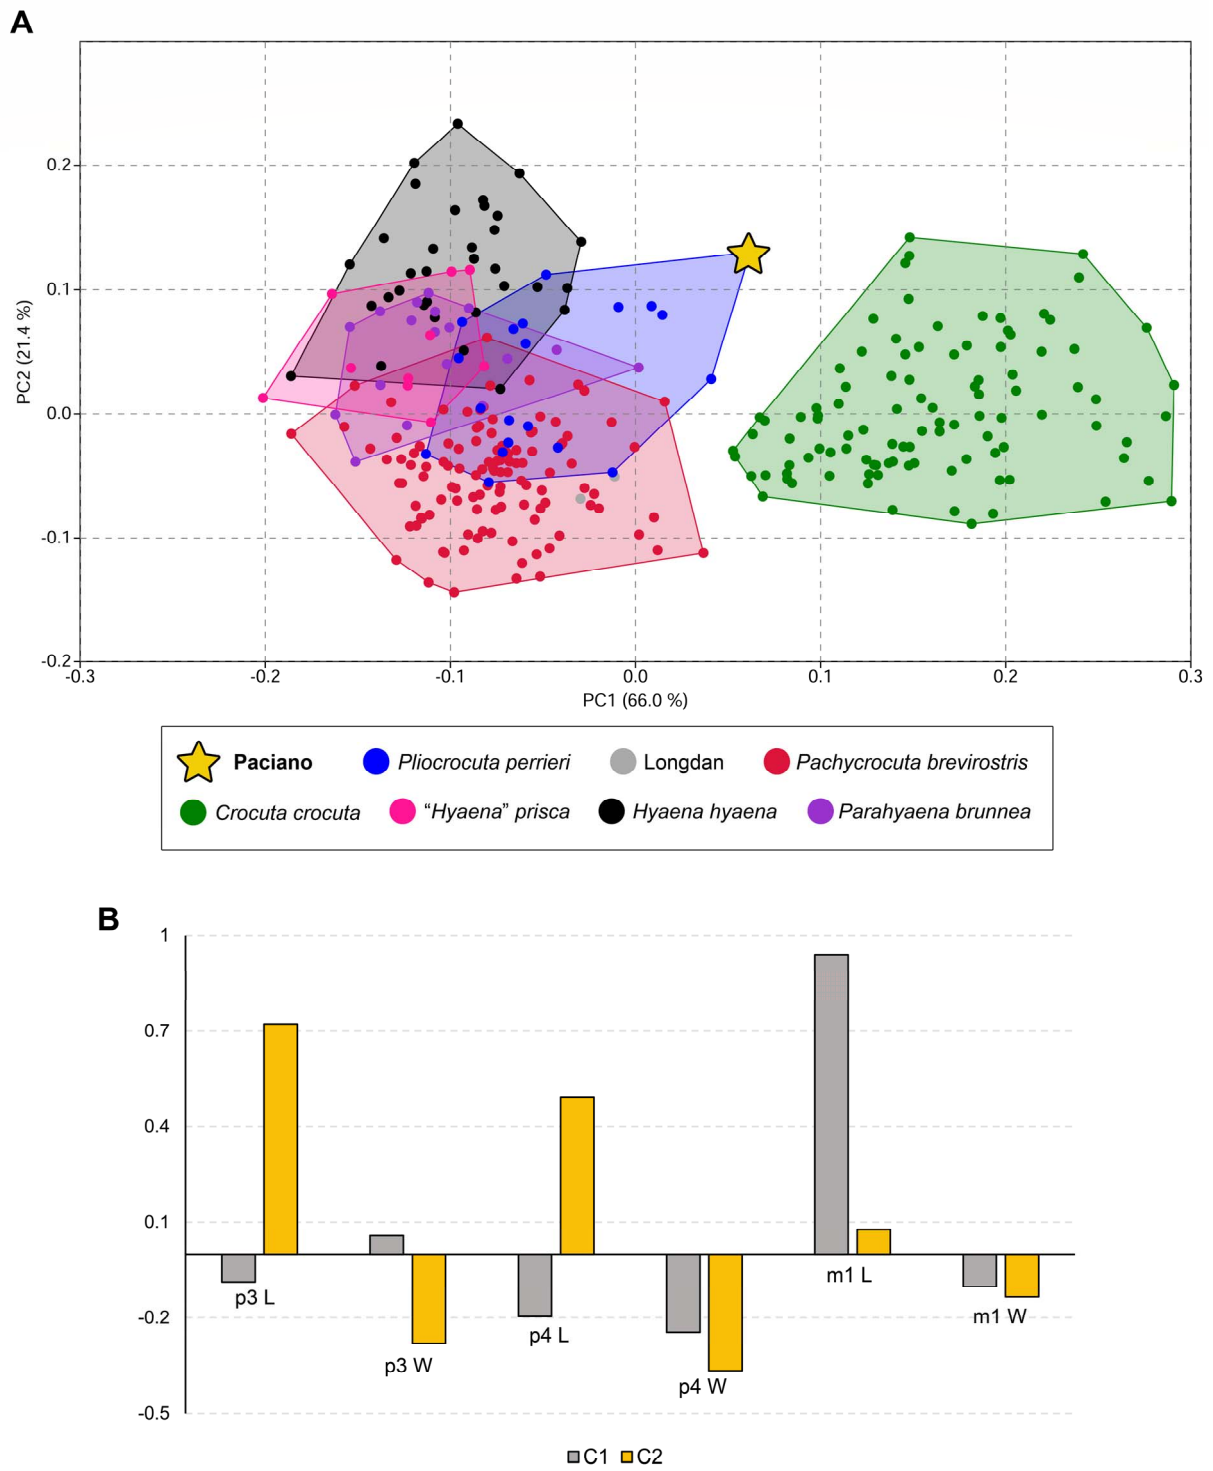 A
PC2 (21.4 %)
0.2
0.1
0.0
-0.1
-0.2
-0.3 -0.2 -0.1 0.0 0.1 0.2 0.3
PC1 (66.0 %)
Paciano Pliocrocuta perrieri Longdan Pachycrocuta brevirostris
Crocuta crocuta “Hyaena” prisca Hyaena hyaena Parahyaena brunnea
B
1
0.7
0.4
0.1
-0.2
-0.5
p3 L
p3 W
p4 L
p4 W
m1 L
m1 W
C1 C2